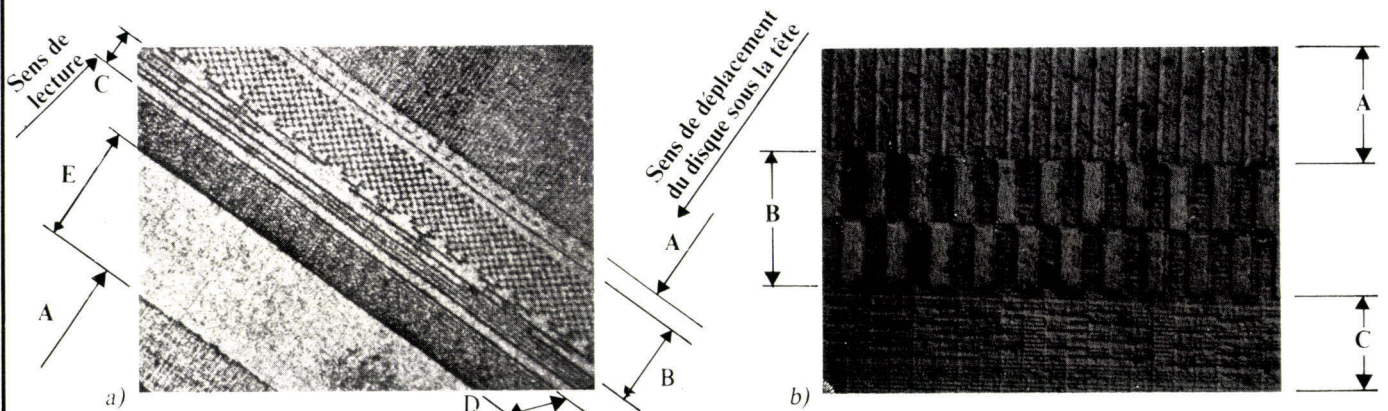 Sens de
lecture
C
E
A
a)
D
B
A
Sens de déplacement
du disque sous la tête
B
b)
A
C